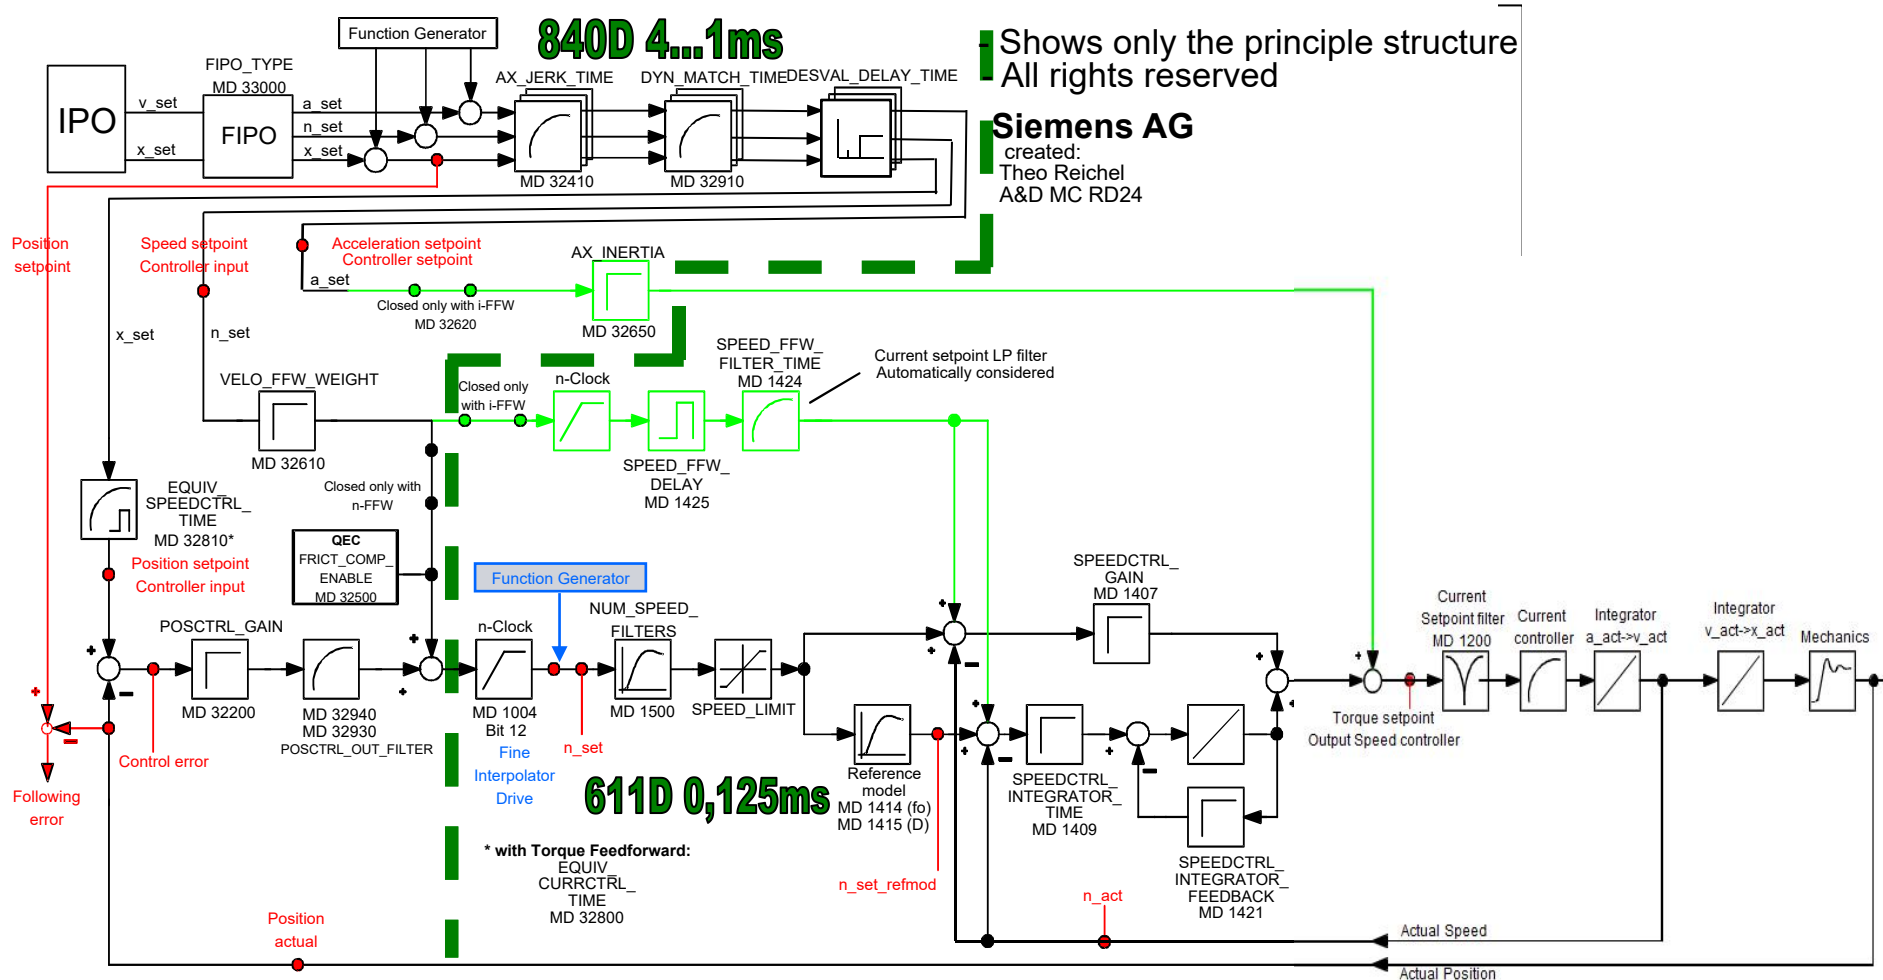 Function Generator
840D 4...1ms
- Shows only the principle structure
- All rights reserved
Siemens AG
created:
Theo Reichel
A&D MC RD24
IPO
v_set
x_set
FIPO_TYPE
MD 33000
FIPO
a_set
n_set
x_set
AX_JERK_TIME
MD 32410
DYN_MATCH_TIME
MD 32910
DESVAL_DELAY_TIME
Position
setpoint
Speed setpoint
Controller input
Acceleration setpoint
Controller setpoint
a_set
Closed only with i-FFW
MD 32620
AX_INERTIA
MD 32650
x_set
n_set
VELO_FFW_WEIGHT
MD 32610
Closed only
with i-FFW
n-Clock
SPEED_FFW_
DELAY
MD 1425
SPEED_FFW_
FILTER_TIME
MD 1424
Current setpoint LP filter
Automatically considered
EQUIV_
SPEEDCTRL_
TIME
MD 32810*
Closed only with
n-FFW
QEC
FRICT_COMP_
ENABLE
MD 32500
Position setpoint
Controller input
Function Generator
POSCTRL_GAIN
MD 32200
MD 32940
MD 32930
POSCTRL_OUT_FILTER
Control error
Following
error
n-Clock
MD 1004
Bit 12
Fine
Interpolator
Drive
n_set
NUM_SPEED_
FILTERS
MD 1500
SPEED_LIMIT
611D 0,125ms
Reference
model
MD 1414 (fo)
MD 1415 (D)
n_set_refmod
SPEEDCTRL_
GAIN
MD 1407
SPEEDCTRL_
INTEGRATOR_
TIME
MD 1409
SPEEDCTRL_
INTEGRATOR_
FEEDBACK
MD 1421
n_act
Torque setpoint
Output Speed controller
Current
Setpoint filter
MD 1200
Current
controller
Integrator
a_act->v_act
Integrator
v_act->x_act
Mechanics
* with Torque Feedforward:
EQUIV_
CURRCTRL_
TIME
MD 32800
Position
actual
Actual Speed
Actual Position